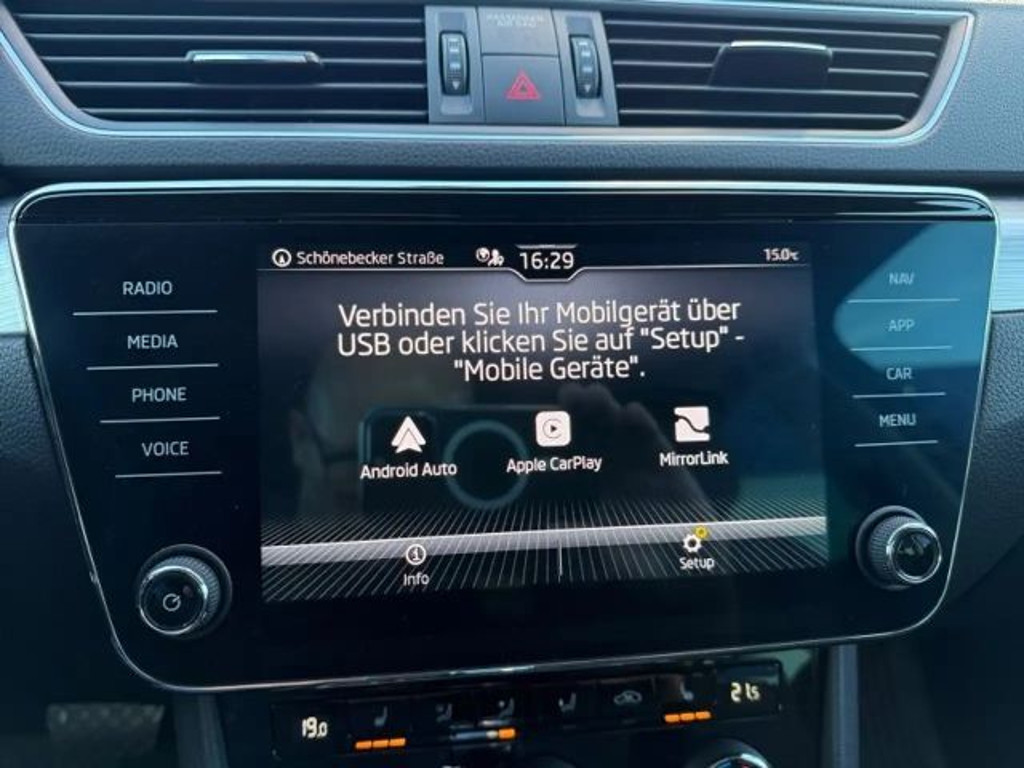 Schönebecker Straße 16:29 15.0°C
RADIO
MEDIA
PHONE
VOICE
Verbinden Sie Ihr Mobilgerät über
USB oder klicken Sie auf "Setup" -
"Mobile Geräte".
Android Auto Apple CarPlay MirrorLink
Info Setup
NAV
APP
CAR
MENU
19.0 21.5